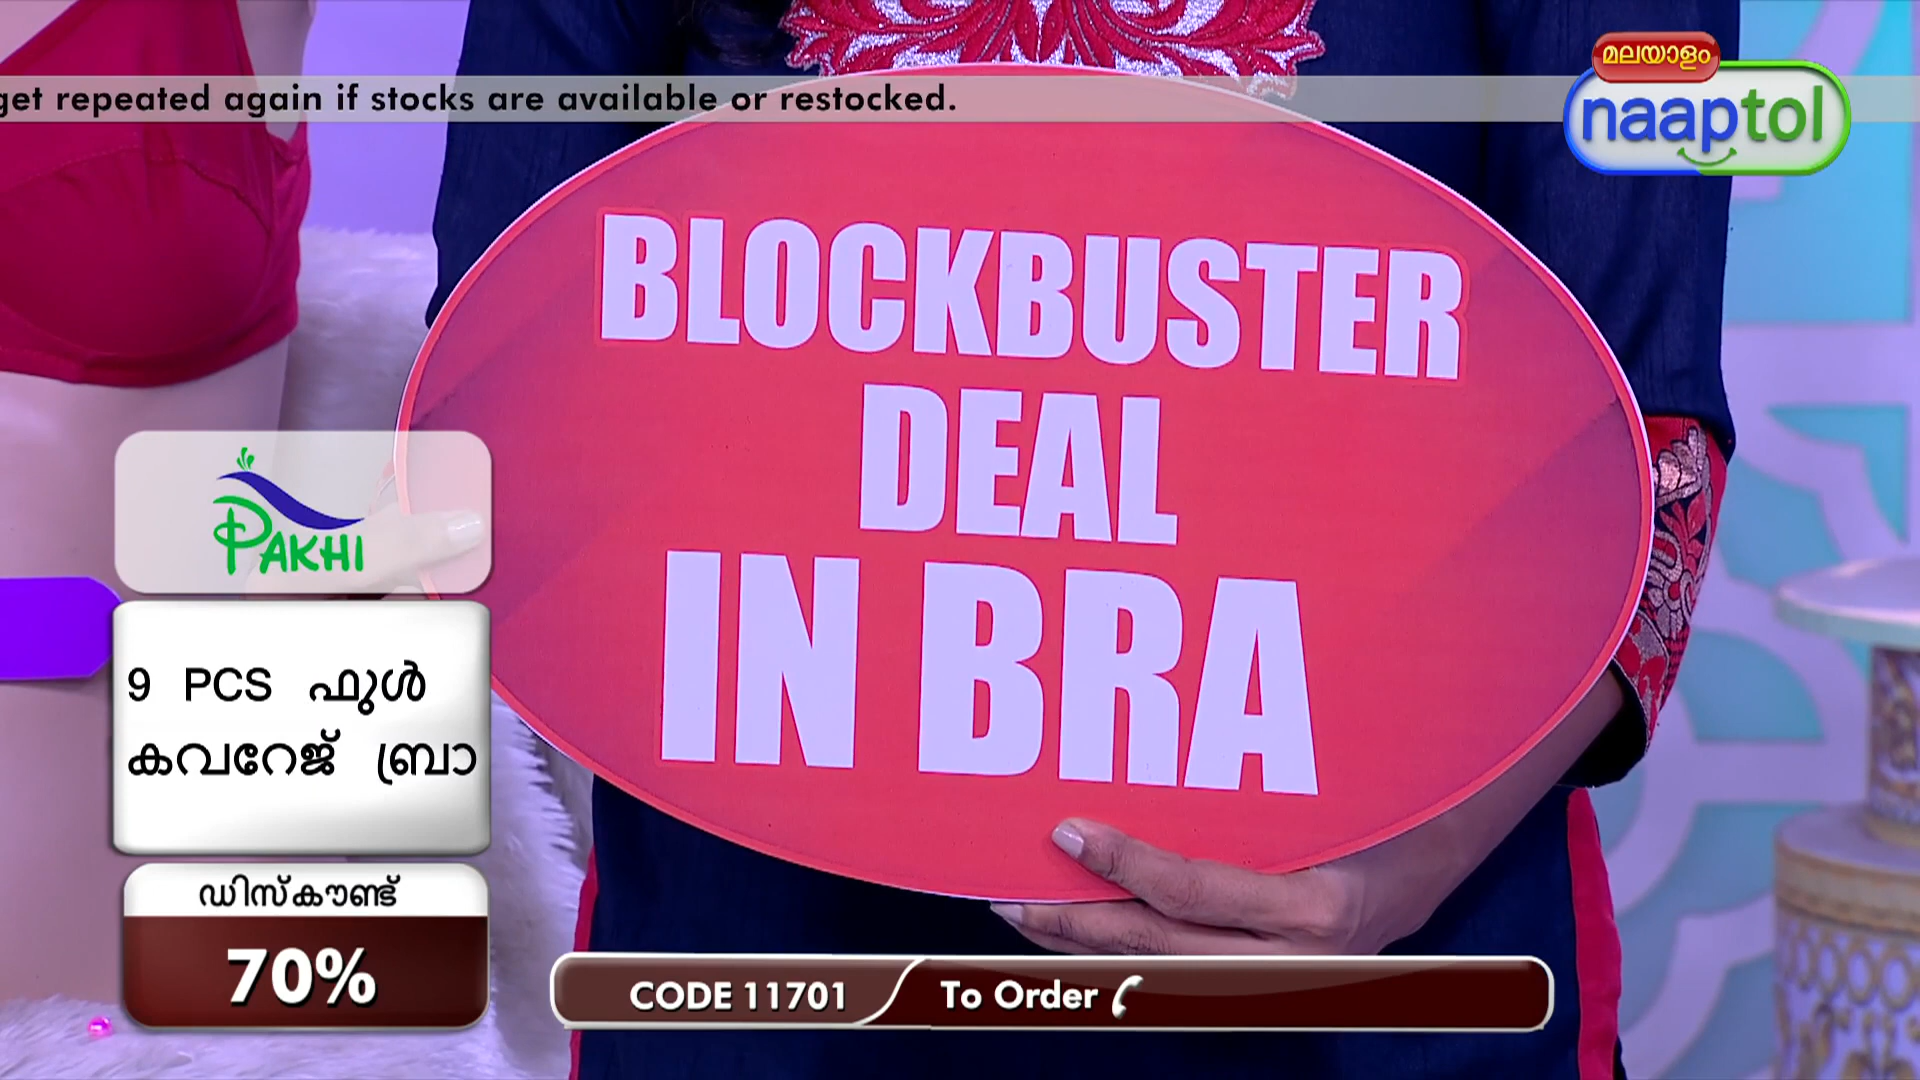 get repeated again if stocks are available or restocked.
മലയാളം
naaptol
BLOCKBUSTER
DEAL
IN BRA
PAKHI
9 PCS ഫുൾ
കവറേജ് ബ്രാ
ഡിസ്കൗണ്ട്
70%
CODE 11701 To Order